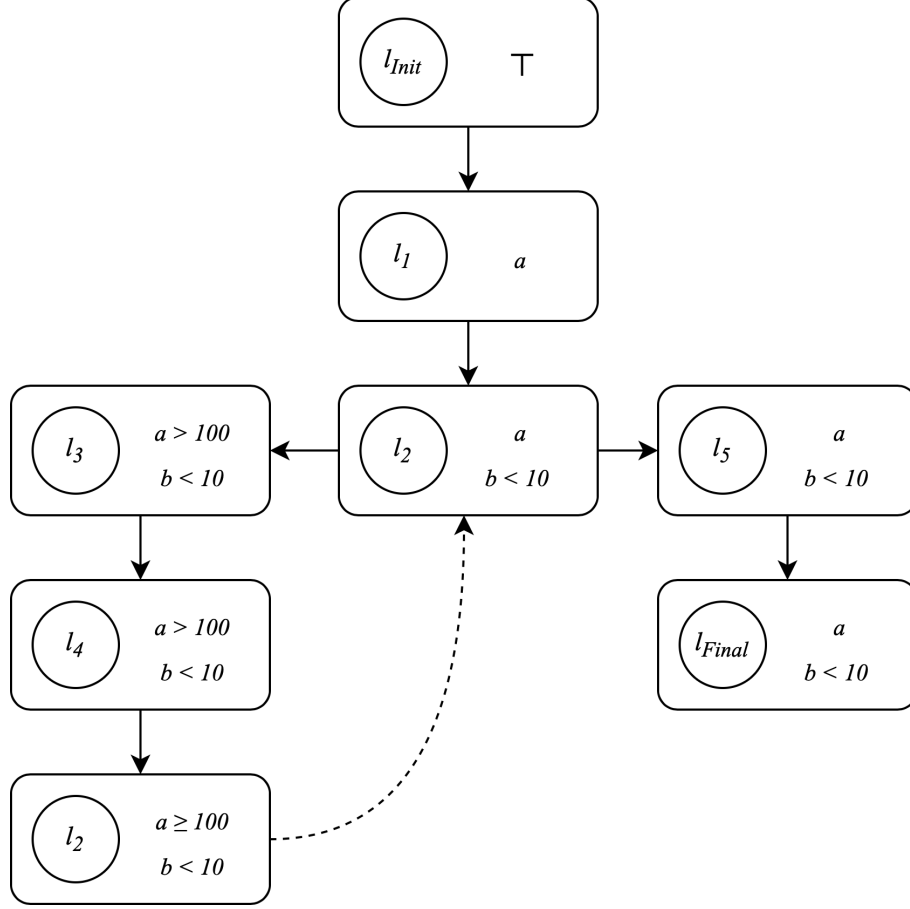 l_Init ⊤
l_1 a
l_3 a > 100
b < 10
l_2 a
b < 10
l_5 a
b < 10
l_4 a > 100
b < 10
l_Final a
b < 10
l_2 a ≥ 100
b < 10